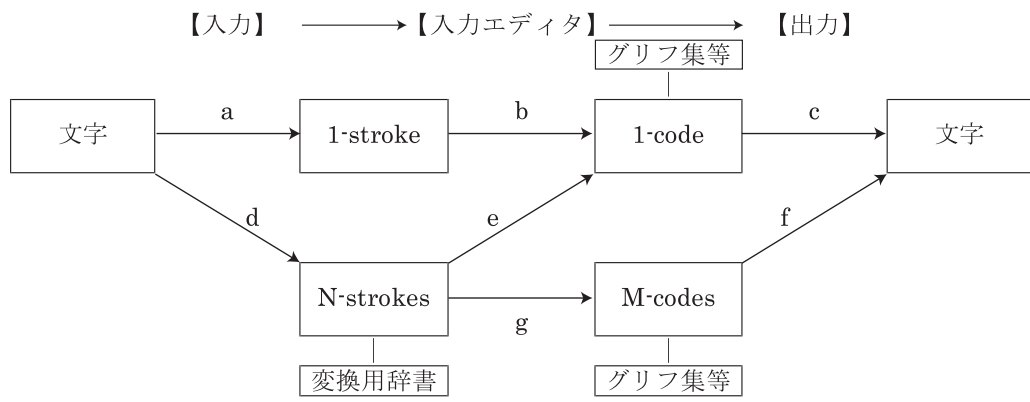 【入力】 【入力エディタ】 【出力】
グリフ集等
a b c
文字 1-stroke 1-code 文字
d e f
N-strokes M-codes
g
変換用辞書 グリフ集等